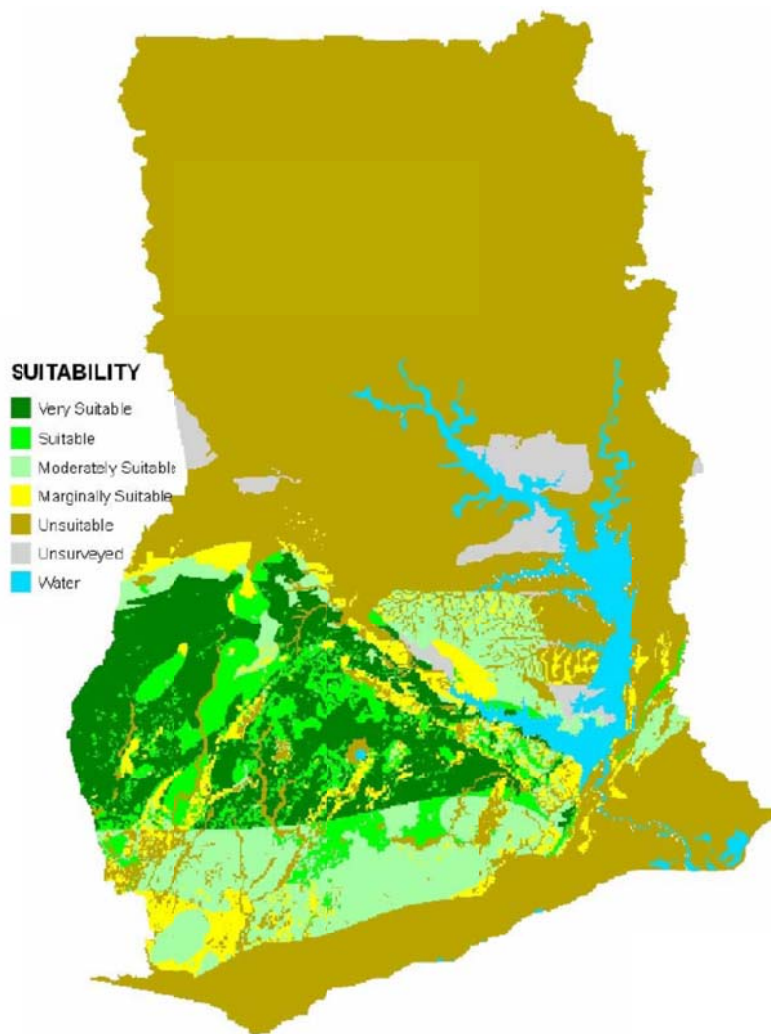 SUITABILITY
Very Suitable
Suitable
Moderately Suitable
Marginally Suitable
Unsuitable
Unsurveyed
Water